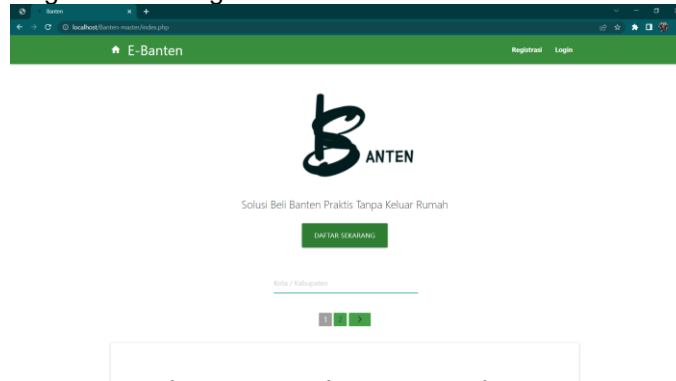 Banten
localhost/Banten-master/index.php
E-Banten
Registrasi Login
BANTEN
Solusi Beli Banten Praktis Tanpa Keluar Rumah
DAFTAR SEKARANG
Kota / Kabupaten
1 2 >